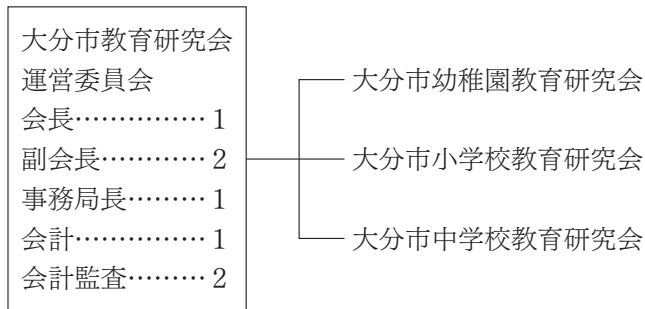 大分市教育研究会
運営委員会
会長……………1
副会長…………2
事務局長………1
会計……………1
会計監査………2
大分市幼稚園教育研究会
大分市小学校教育研究会
大分市中学校教育研究会